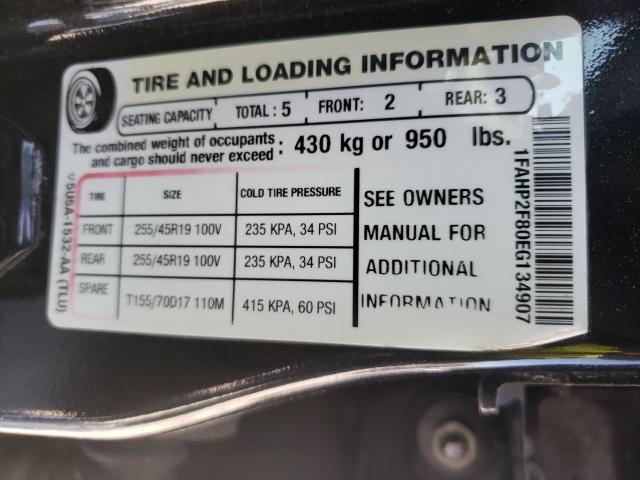 TIRE AND LOADING INFORMATION
SEATING CAPACITY TOTAL : 5 FRONT: 2 REAR: 3
The combined weight of occupants and cargo should never exceed : 430 kg or 950 lbs.
TIRE SIZE COLD TIRE PRESSURE
FRONT 255/45R19 100V 235 KPA, 34 PSI
REAR 255/45R19 100V 235 KPA, 34 PSI
SPARE T155/70D17 110M 415 KPA, 60 PSI
SEE OWNERS
MANUAL FOR
ADDITIONAL
INFORMATION
5U5A-1532-AA (TLU)
1FAHP2F80EG134907